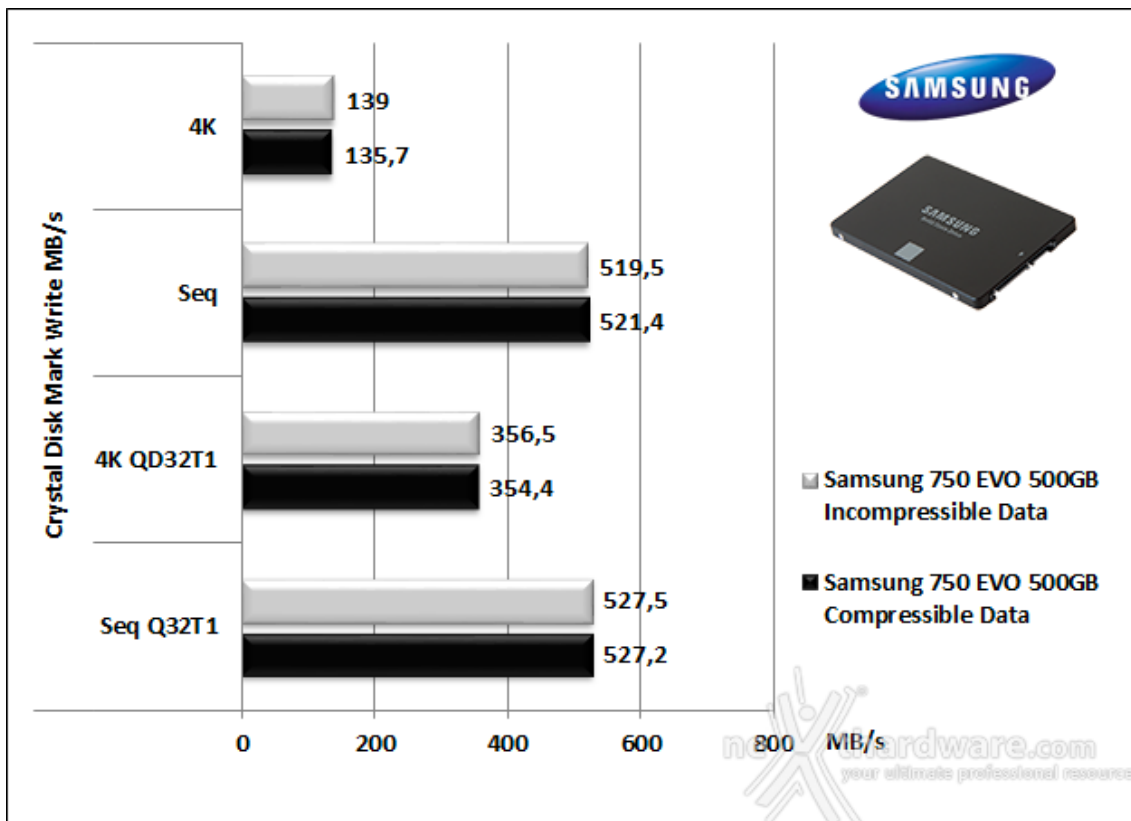 Crystal Disk Mark Write MB/s
4K
139
135,7
Seq
519,5
521,4
4K QD32T1
356,5
354,4
Seq Q32T1
527,5
527,2
0 200 400 600 800 MB/s
SAMSUNG
SAMSUNG
Samsung 750 EVO 500GB
Incompressible Data
Samsung 750 EVO 500GB
Compressible Data
nexthardware.com
your ultimate professional resource